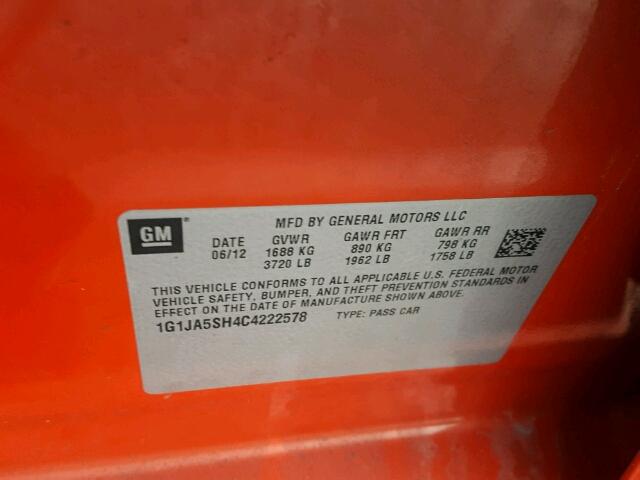 GM
MFD BY GENERAL MOTORS LLC
DATE GVWR GAWR FRT GAWR RR
06/12 1688 KG 890 KG 798 KG
3720 LB 1962 LB 1758 LB
THIS VEHICLE CONFORMS TO ALL APPLICABLE U.S. FEDERAL MOTOR
VEHICLE SAFETY, BUMPER, AND THEFT PREVENTION STANDARDS IN
EFFECT ON THE DATE OF MANUFACTURE SHOWN ABOVE.
1G1JA5SH4C4222578 TYPE: PASS CAR